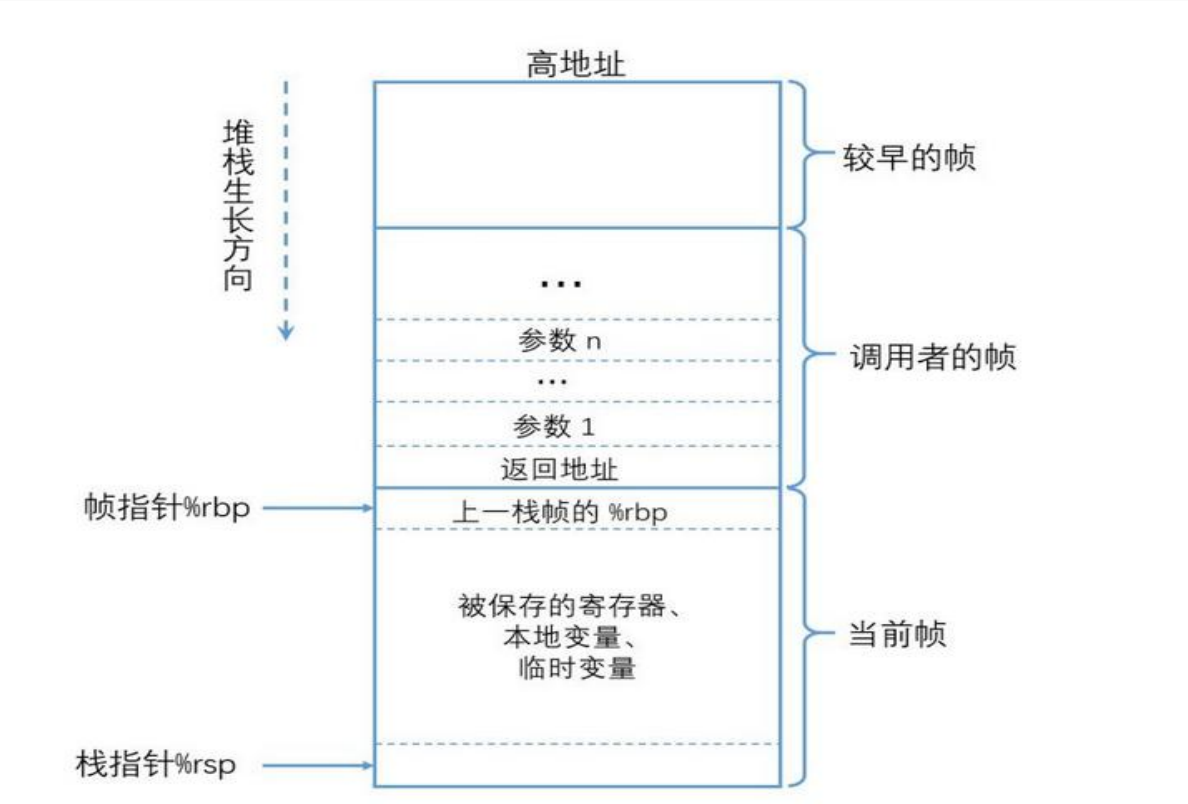 高地址
堆栈生长方向
较早的帧
...
参数 n
...
参数 1
返回地址
调用者的帧
帧指针%rbp
上一栈帧的 %rbp
被保存的寄存器、
本地变量、
临时变量
当前帧
栈指针%rsp